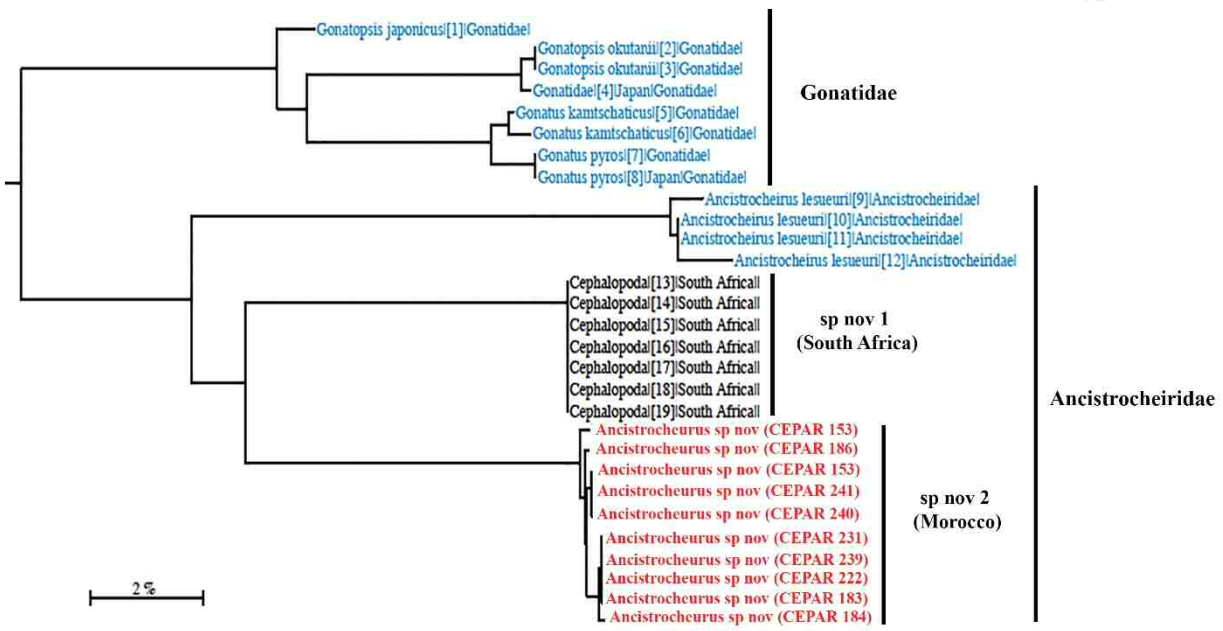 Gonatopsis japonicus|[1]|Gonatidae|
Gonatopsis okutanii|[2]|Gonatidae|
Gonatopsis okutanii|[3]|Gonatidae|
Gonatidae|[4]|Japan|Gonatidae|
Gonatus kamtschaticus|[5]|Gonatidae|
Gonatus kamtschaticus|[6]|Gonatidae|
Gonatus pyros|[7]|Gonatidae|
Gonatus pyros|[8]|Japan|Gonatidae|
Gonatidae
Ancistrocheirus lesueuri|[9]|Ancistrocheiridae|
Ancistrocheirus lesueuri|[10]|Ancistrocheiridae|
Ancistrocheirus lesueuri|[11]|Ancistrocheiridae|
Ancistrocheirus lesueuri|[12]|Ancistrocheiridae|
Cephalopoda|[13]|South Africa||
Cephalopoda|[14]|South Africa||
Cephalopoda|[15]|South Africa||
Cephalopoda|[16]|South Africa||
Cephalopoda|[17]|South Africa||
Cephalopoda|[18]|South Africa||
Cephalopoda|[19]|South Africa||
sp nov 1
(South Africa)
Ancistrocheurus sp nov (CEPAR 153)
Ancistrocheurus sp nov (CEPAR 186)
Ancistrocheurus sp nov (CEPAR 153)
Ancistrocheurus sp nov (CEPAR 241)
Ancistrocheurus sp nov (CEPAR 240)
Ancistrocheurus sp nov (CEPAR 231)
Ancistrocheurus sp nov (CEPAR 239)
Ancistrocheurus sp nov (CEPAR 222)
Ancistrocheurus sp nov (CEPAR 183)
Ancistrocheurus sp nov (CEPAR 184)
sp nov 2
(Morocco)
Ancistrocheiridae
2 %